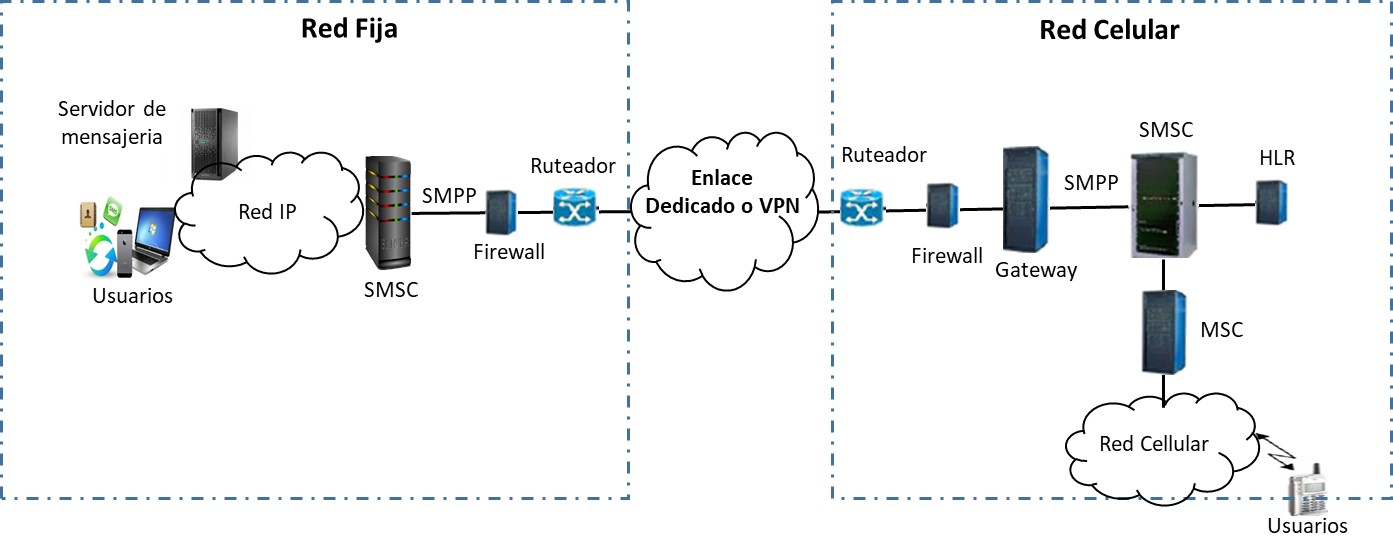 Red Fija
Red Celular
Servidor de
mensajeria
Red IP
Usuarios
SMSC
SMPP
Firewall
Ruteador
Enlace
Dedicado o VPN
Ruteador
Firewall
Gateway
SMPP
SMSC
HLR
MSC
Red Cellular
Usuarios